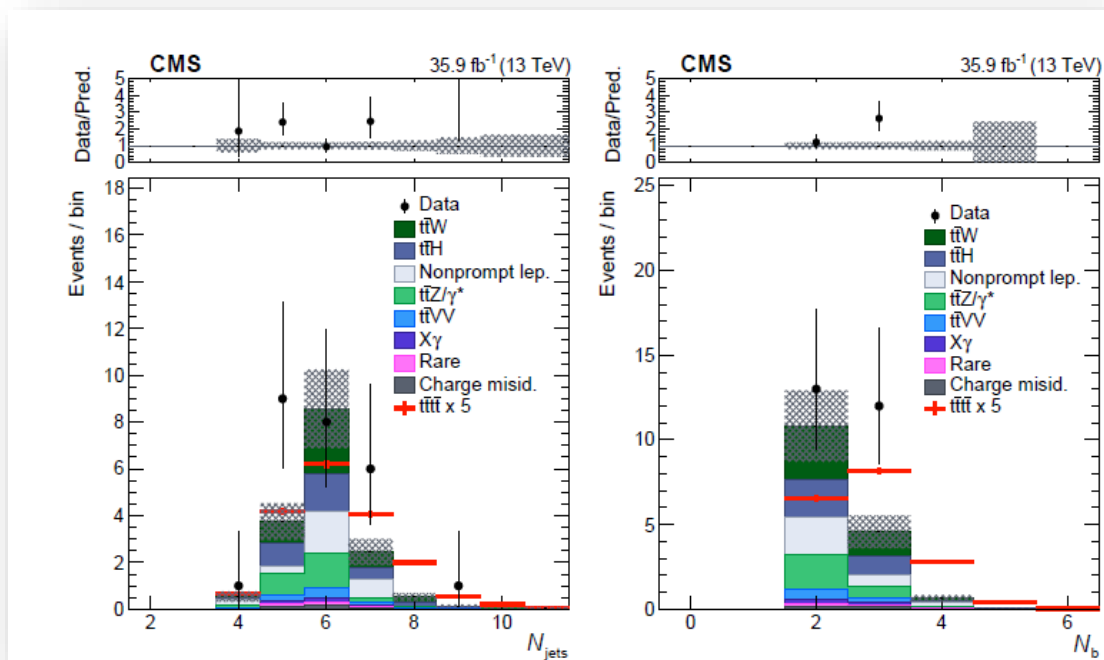 CMS 35.9 fb⁻¹ (13 TeV)
Data/Pred.
5
4
3
2
1
0
Events / bin
18
16
14
12
10
8
6
4
2
0
Data
tt̄W
tt̄H
Nonprompt lep.
tt̄Z/γ*
tt̄VV
Xγ
Rare
Charge misid.
tt̄tt̄ x 5
2 4 6 8 10
N_jets
CMS 35.9 fb⁻¹ (13 TeV)
Data/Pred.
5
4
3
2
1
0
Events / bin
25
20
15
10
5
0
Data
tt̄W
tt̄H
Nonprompt lep.
tt̄Z/γ*
tt̄VV
Xγ
Rare
Charge misid.
tt̄tt̄ x 5
0 2 4 6
N_b